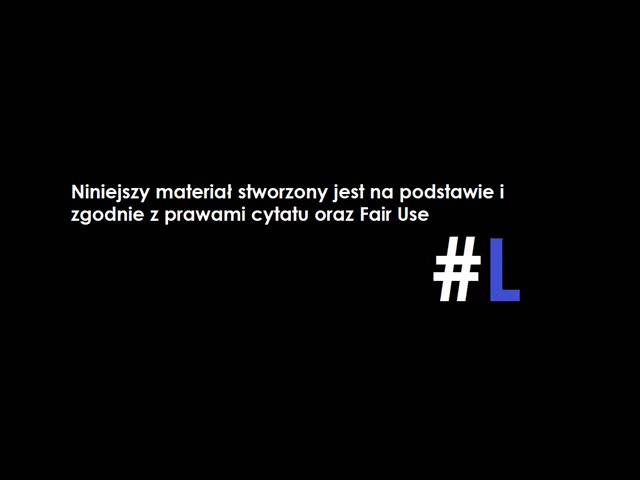 Niniejszy materiał stworzony jest na podstawie i
zgodnie z prawami cytatu oraz Fair Use
#L